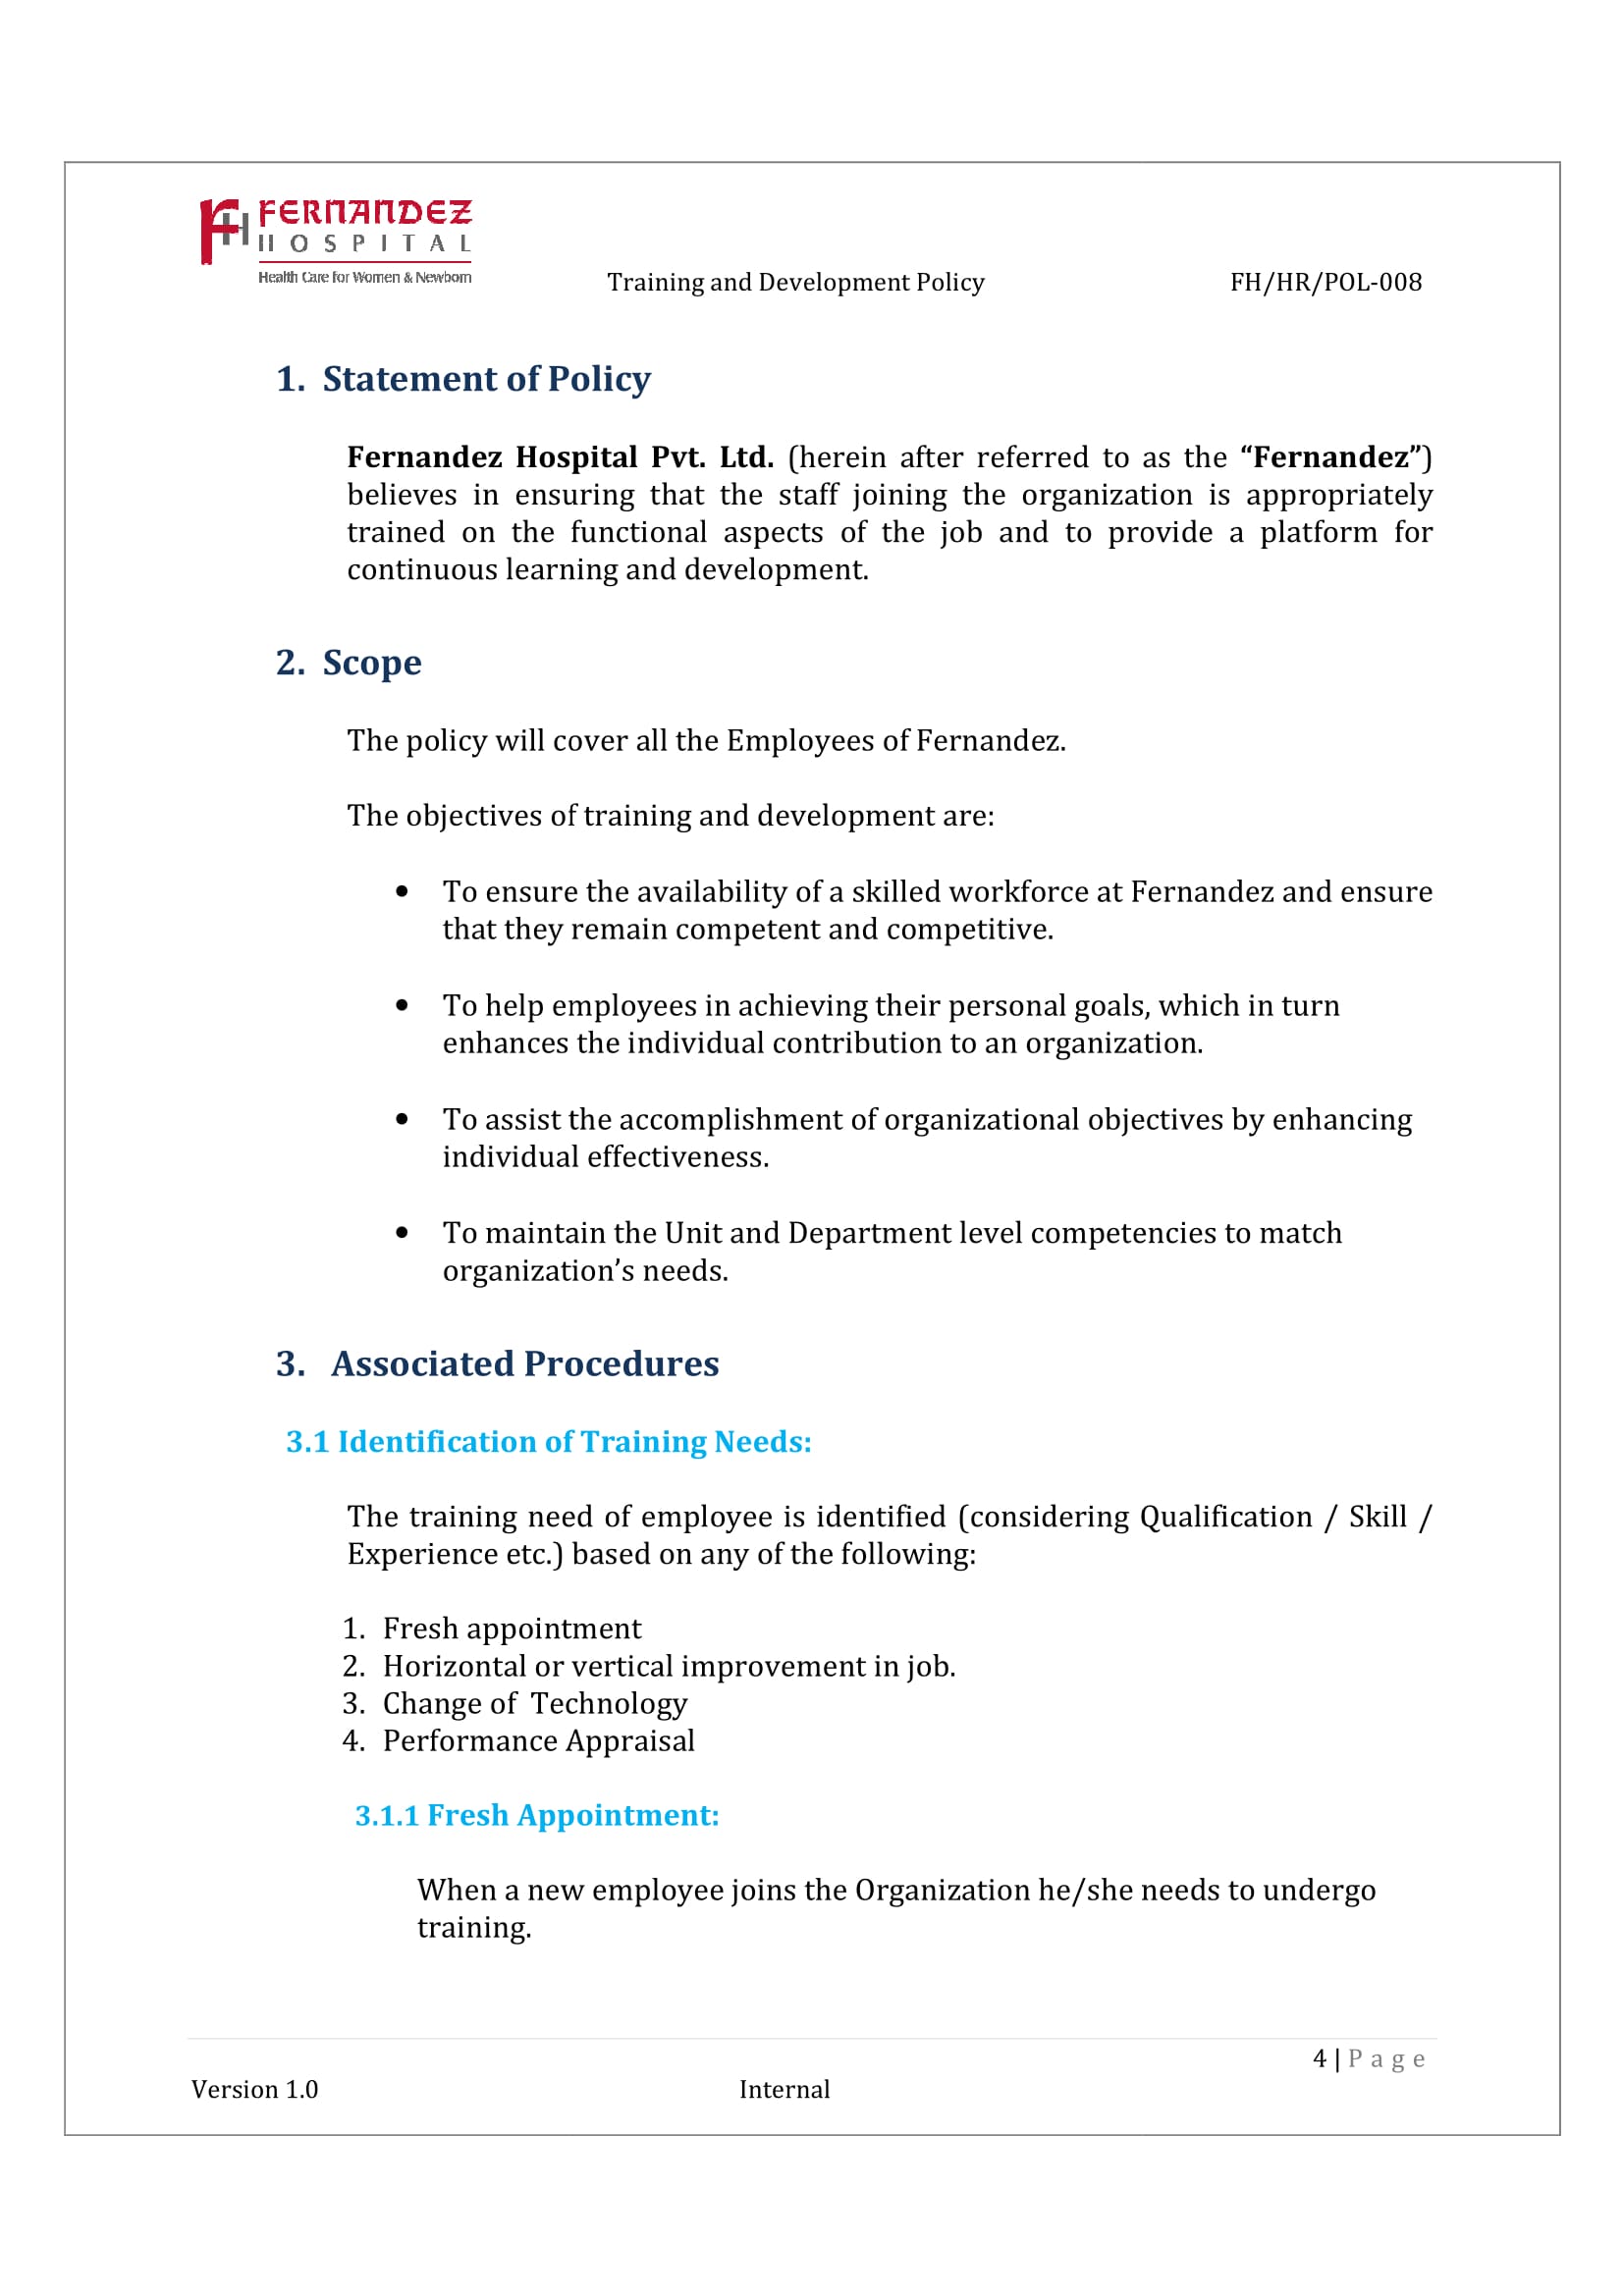 FH FERNANDEZ
HOSPITAL
Health Care for Women & Newborn
Training and Development Policy FH/HR/POL-008
1. Statement of Policy
Fernandez Hospital Pvt. Ltd. (herein after referred to as the “Fernandez”)
believes in ensuring that the staff joining the organization is appropriately
trained on the functional aspects of the job and to provide a platform for
continuous learning and development.
2. Scope
The policy will cover all the Employees of Fernandez.
The objectives of training and development are:
• To ensure the availability of a skilled workforce at Fernandez and ensure
that they remain competent and competitive.
• To help employees in achieving their personal goals, which in turn
enhances the individual contribution to an organization.
• To assist the accomplishment of organizational objectives by enhancing
individual effectiveness.
• To maintain the Unit and Department level competencies to match
organization’s needs.
3. Associated Procedures
3.1 Identification of Training Needs:
The training need of employee is identified (considering Qualification / Skill /
Experience etc.) based on any of the following:
1. Fresh appointment
2. Horizontal or vertical improvement in job.
3. Change of Technology
4. Performance Appraisal
3.1.1 Fresh Appointment:
When a new employee joins the Organization he/she needs to undergo
training.
4 | Page
Version 1.0 Internal